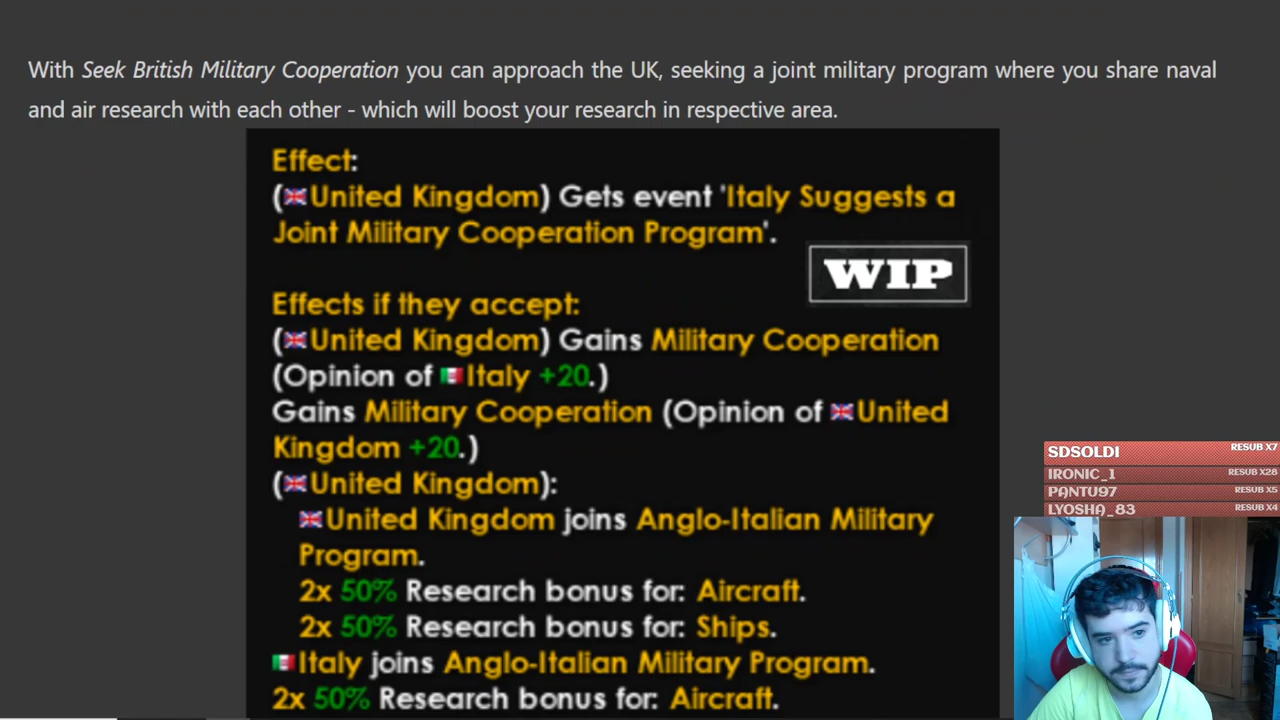 With Seek British Military Cooperation you can approach the UK, seeking a joint military program where you share naval
and air research with each other - which will boost your research in respective area.
Effect:
(United Kingdom) Gets event 'Italy Suggests a
Joint Military Cooperation Program'.
WIP
Effects if they accept:
(United Kingdom) Gains Military Cooperation
(Opinion of Italy +20.)
Gains Military Cooperation (Opinion of United
Kingdom +20.)
(United Kingdom):
United Kingdom joins Anglo-Italian Military
Program.
2x 50% Research bonus for: Aircraft.
2x 50% Research bonus for: Ships.
Italy joins Anglo-Italian Military Program.
2x 50% Research bonus for: Aircraft.
SDSOLDI RESUB X7
IRONIC_1 RESUB X28
PANTU97 RESUB X5
LYOSHA_83 RESUB X4